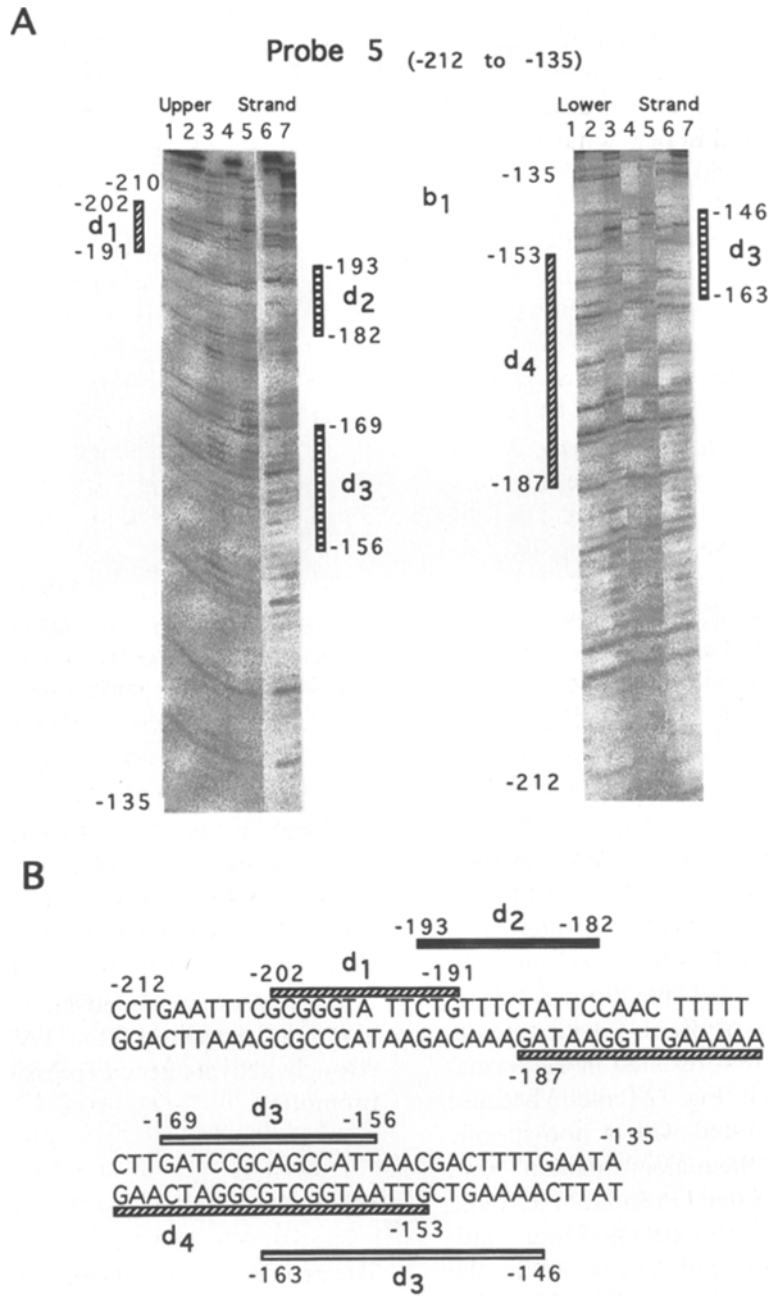 A
Probe 5 (-212 to -135)
Upper Strand
1 2 3 4 5 6 7
-210
-202
d1
-191
-193
d2
-182
-169
d3
-156
-135
Lower Strand
1 2 3 4 5 6 7
-135
b1
-146
d3
-163
-153
d4
-187
-212
B
-193 d2 -182
-212 -202 d1 -191
CCTGAATTTCGCGGGTA TTCTGTTTCTATTCCAAC TTTTT
GGACTTAAAGCGCCCATAAGACAAAGATAAGGTTGAAAAA
-187
-169 d3 -156 -135
CTTGATCCGCAGCCATTAACGACTTTTGAATA
GAACTAGGCGTCGGTAATTGCTGAAAACTTAT
d4 -153
-163 d3 -146